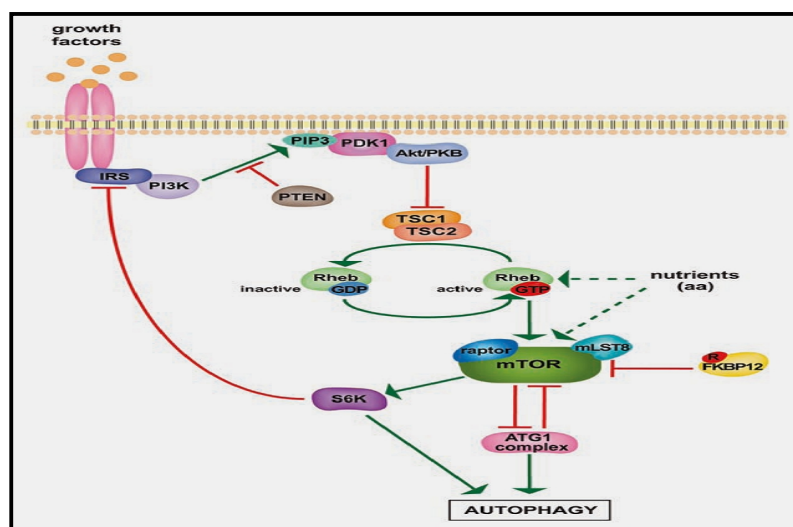 growth
factors
PIP3
PDK1
Akt/PKB
IRS
PI3K
PTEN
TSC1
TSC2
Rheb
GDP
inactive
Rheb
GTP
active
nutrients
(aa)
raptor
mLST8
mTOR
R
FKBP12
S6K
ATG1
complex
AUTOPHAGY